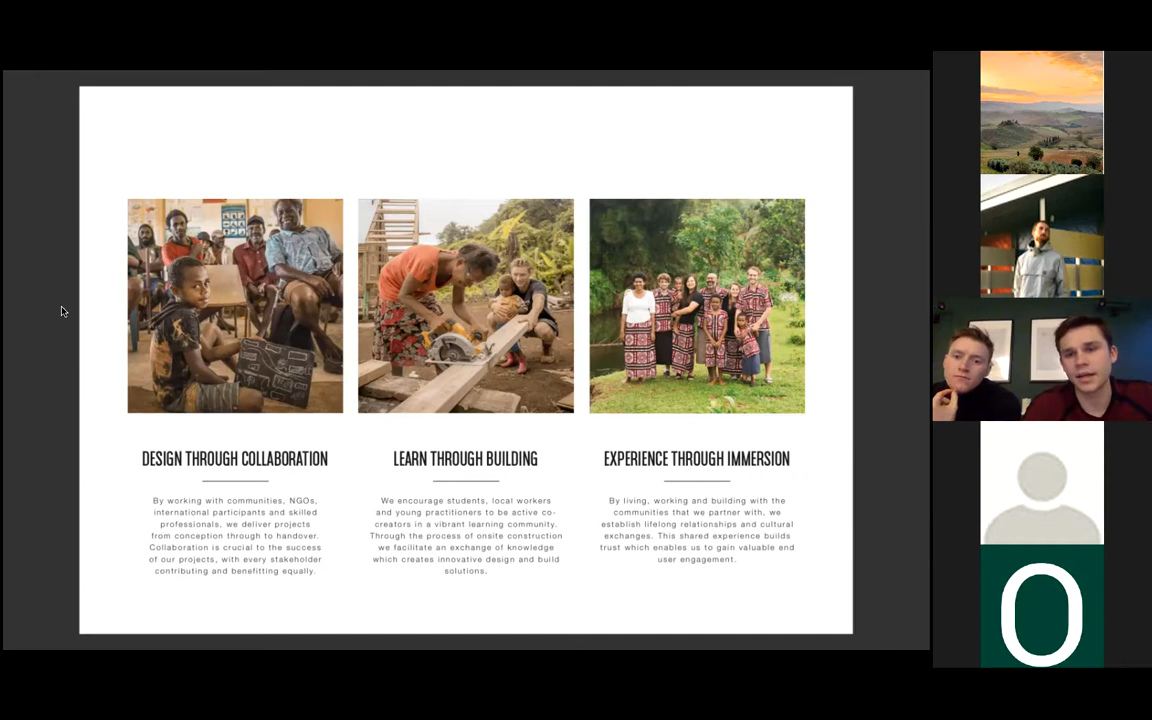 DESIGN THROUGH COLLABORATION
By working with communities, NGOs,
international participants and skilled
professionals, we deliver projects
from conception through to handover.
Collaboration is crucial to the success
of our projects, with every stakeholder
contributing and benefitting equally.
LEARN THROUGH BUILDING
We encourage students, local workers
and young practitioners to be active co-
creators in a vibrant learning community.
Through the process of onsite construction
we facilitate an exchange of knowledge
which creates innovative design and build
solutions.
EXPERIENCE THROUGH IMMERSION
By living, working and building with the
communities that we partner with, we
establish lifelong relationships and cultural
exchanges. This shared experience builds
trust which enables us to gain valuable end
user engagement.
O